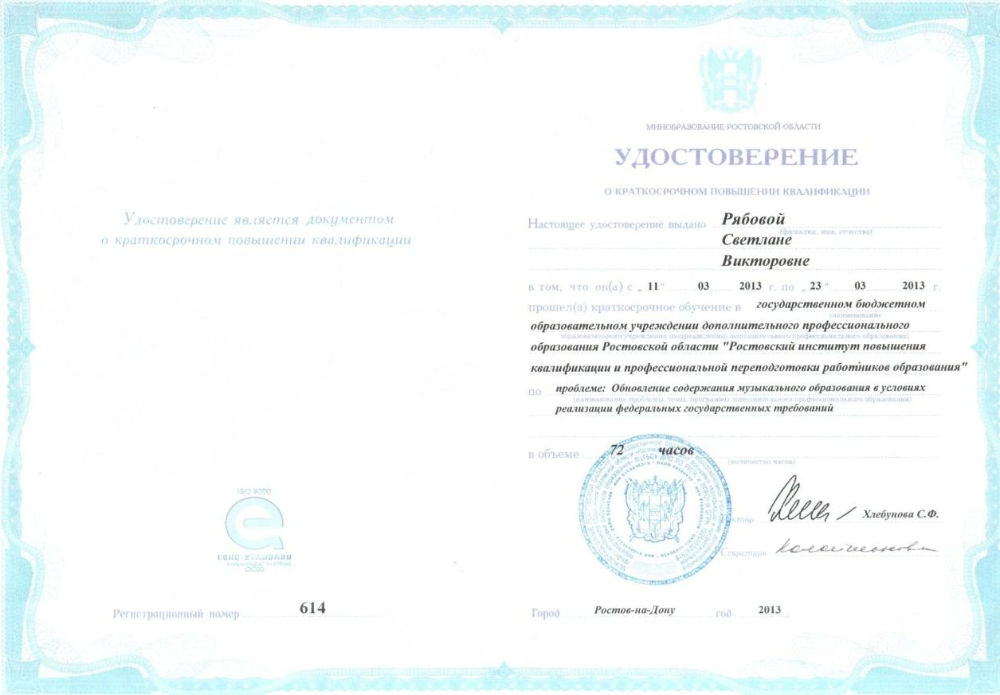 Удостоверение является документом
о краткосрочном повышении квалификации
ISO 9000
EURO-STANDARD
MANAGEMENT SYSTEMS
Регистрационный номер 614
МИНОБРАЗОВАНИЕ РОСТОВСКОЙ ОБЛАСТИ
УДОСТОВЕРЕНИЕ
О КРАТКОСРОЧНОМ ПОВЫШЕНИИ КВАЛИФИКАЦИИ
Настоящее удостоверение выдано Рябовой
(фамилия, имя, отчество)
Светлане
Викторовне
в том, что он(а) с „ 11 " 03 2013 г. по „ 23 " 03 2013 г.
прошел(а) краткосрочное обучение в государственном бюджетном
(наименование
образовательном учреждении дополнительного профессионального
образовательного учреждения (подразделения) дополнительного профессионального образования)
образования Ростовской области "Ростовский институт повышения
квалификации и профессиональной переподготовки работников образования"
по проблеме: Обновление содержания музыкального образования в условиях
(наименование проблемы, темы, программы дополнительного профессионального образования)
реализации федеральных государственных требований
в объеме 72 часов
(количество часов)
Хлебунова С.Ф.
Секретарь
Город Ростов-на-Дону год 2013